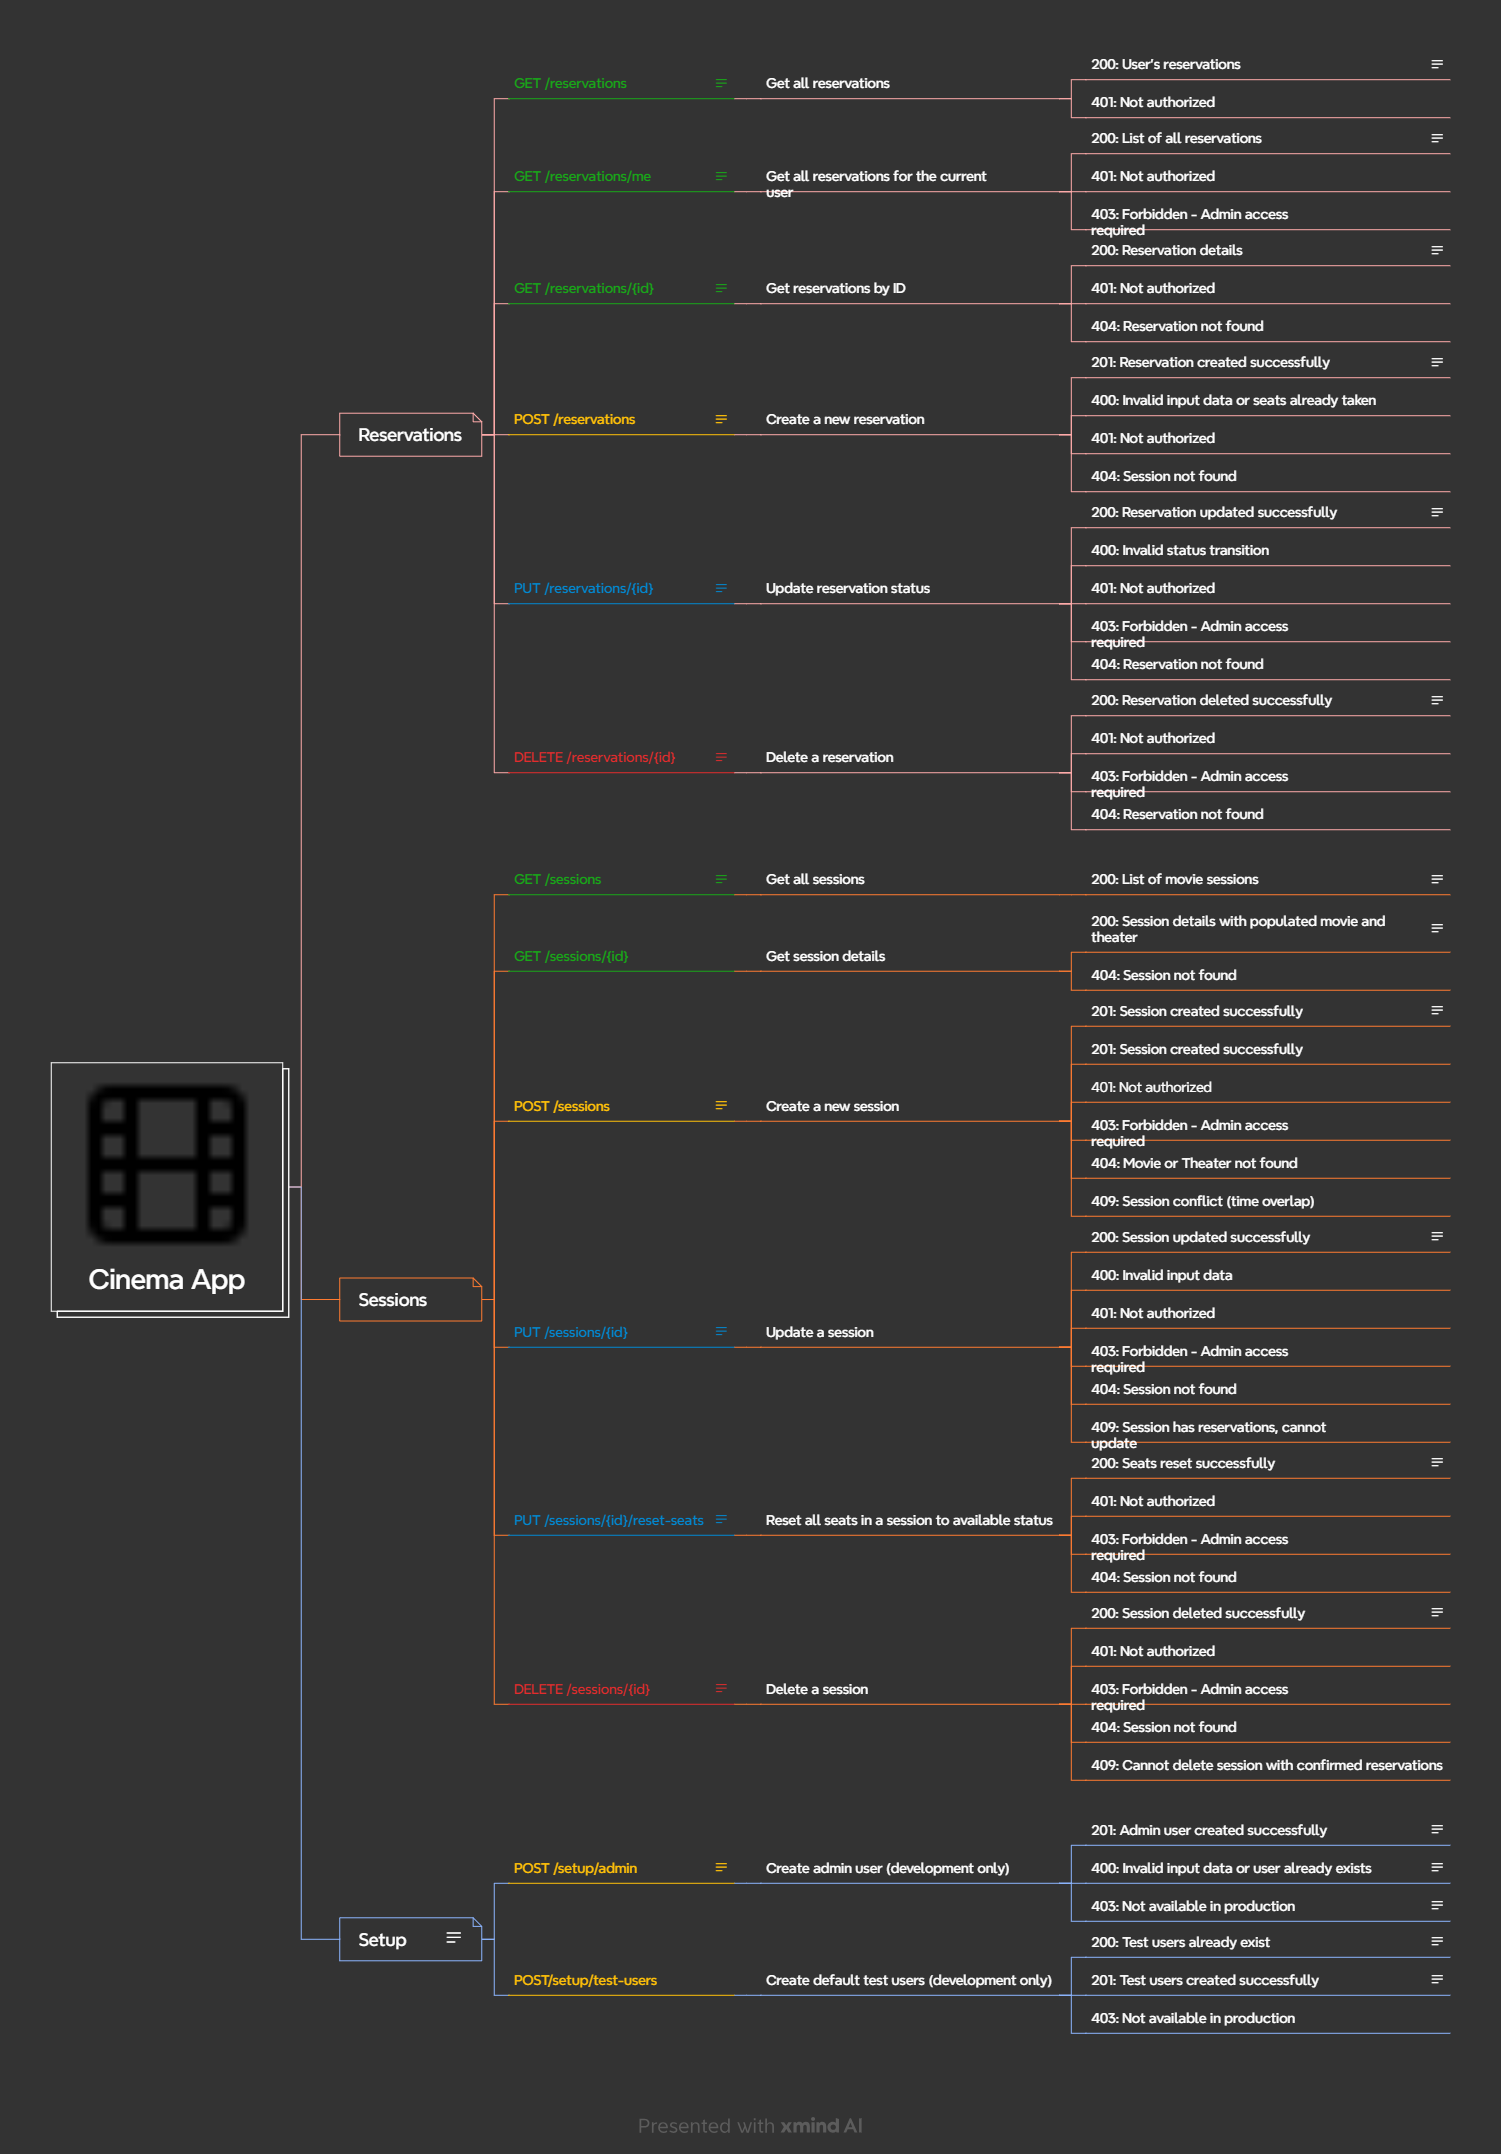 GET /reservations
Get all reservations
200: User's reservations
401: Not authorized
GET /reservations/me
Get all reservations for the current
user
200: List of all reservations
401: Not authorized
403: Forbidden - Admin access
required
GET /reservations/{id}
Get reservations by ID
200: Reservation details
401: Not authorized
404: Reservation not found
Reservations
POST /reservations
Create a new reservation
201: Reservation created successfully
400: Invalid input data or seats already taken
401: Not authorized
404: Session not found
PUT /reservations/{id}
Update reservation status
200: Reservation updated successfully
400: Invalid status transition
401: Not authorized
403: Forbidden - Admin access
required
404: Reservation not found
DELETE /reservations/{id}
Delete a reservation
200: Reservation deleted successfully
401: Not authorized
403: Forbidden - Admin access
required
404: Reservation not found
GET /sessions
Get all sessions
200: List of movie sessions
GET /sessions/{id}
Get session details
200: Session details with populated movie and
theater
404: Session not found
POST /sessions
Create a new session
201: Session created successfully
201: Session created successfully
401: Not authorized
403: Forbidden - Admin access
required
404: Movie or Theater not found
409: Session conflict (time overlap)
Cinema App
Sessions
PUT /sessions/{id}
Update a session
200: Session updated successfully
400: Invalid input data
401: Not authorized
403: Forbidden - Admin access
required
404: Session not found
409: Session has reservations, cannot
update
PUT /sessions/{id}/reset-seats
Reset all seats in a session to available status
200: Seats reset successfully
401: Not authorized
403: Forbidden - Admin access
required
404: Session not found
DELETE /sessions/{id}
Delete a session
200: Session deleted successfully
401: Not authorized
403: Forbidden - Admin access
required
404: Session not found
409: Cannot delete session with confirmed reservations
Setup
POST /setup/admin
Create admin user (development only)
201: Admin user created successfully
400: Invalid input data or user already exists
403: Not available in production
POST/setup/test-users
Create default test users (development only)
200: Test users already exist
201: Test users created successfully
403: Not available in production
Presented with xmind AI